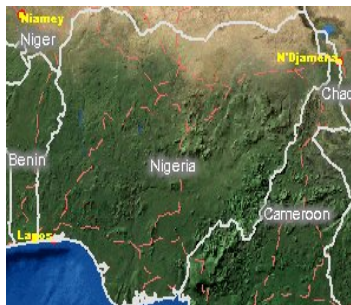 Niamey
Niger
N'Djamena
Chad
Benin
Nigeria
Cameroon
Lagos